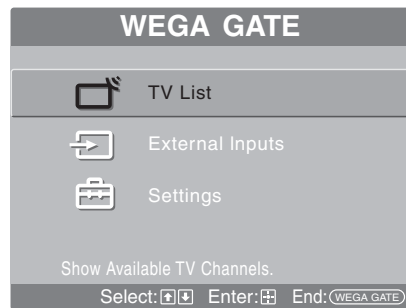 WEGA GATE
TV List
External Inputs
Settings
Show Available TV Channels.
Select: Enter: End: WEGA GATE